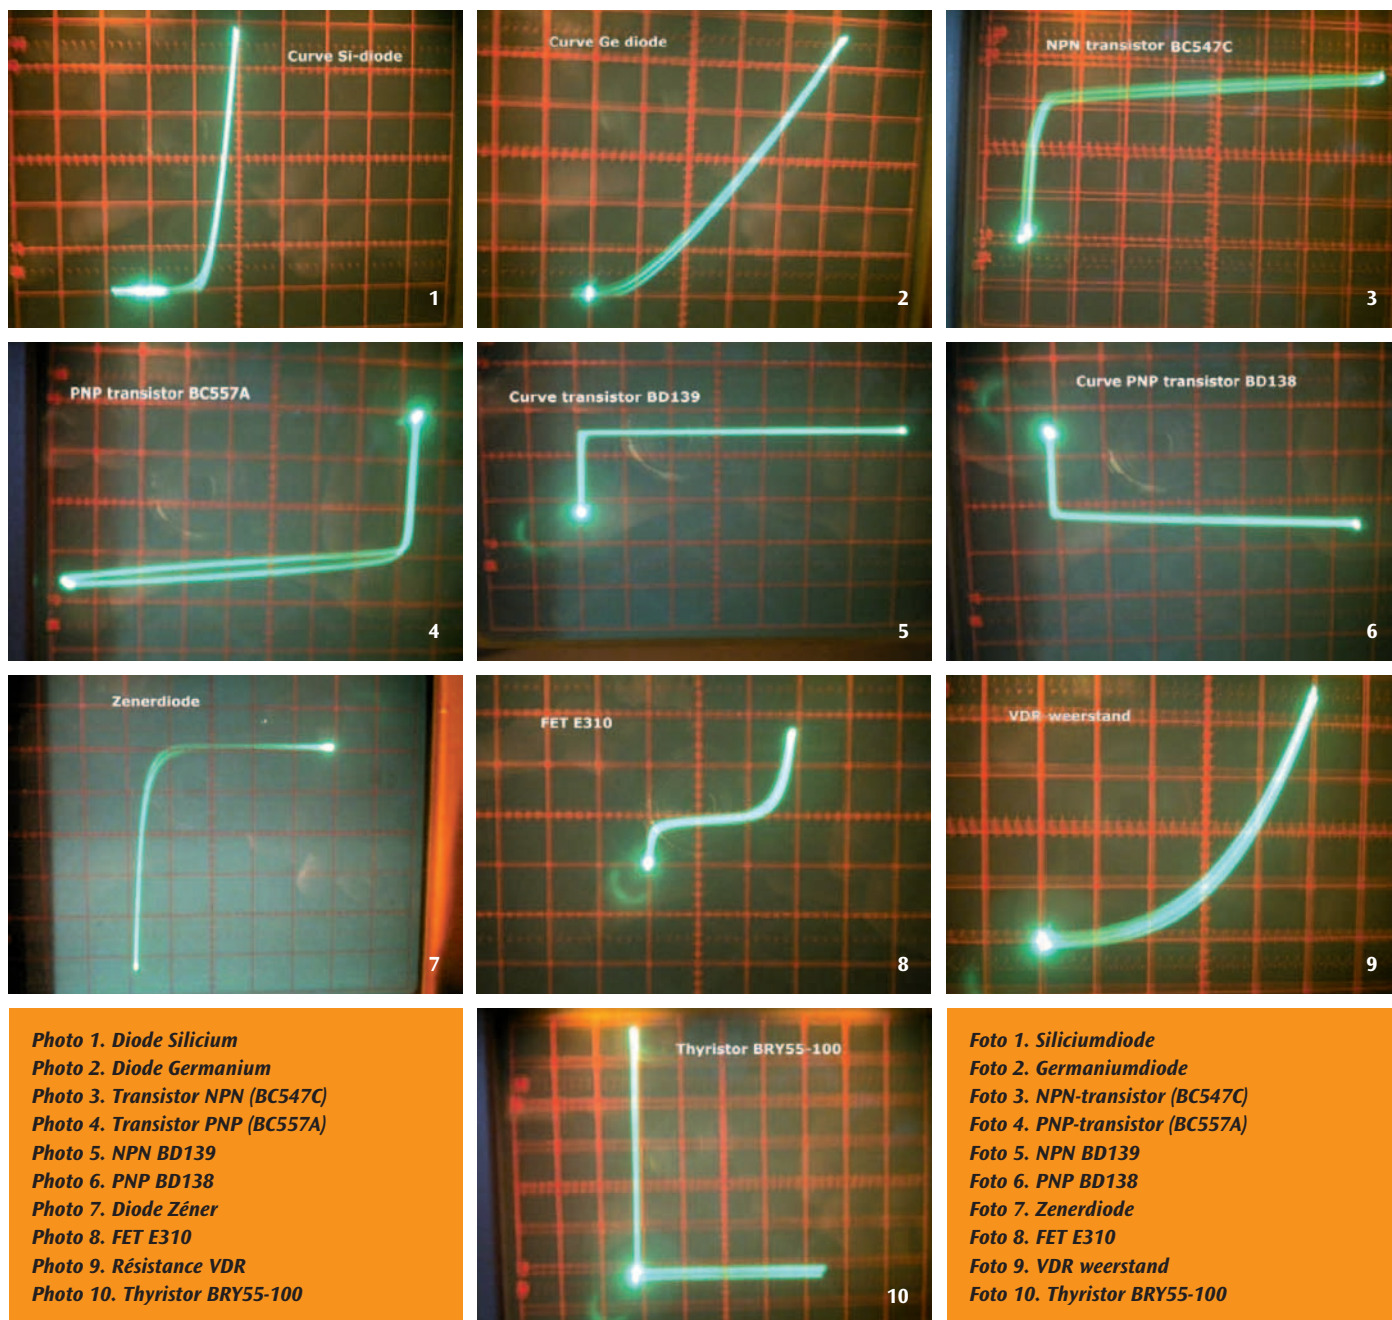 Curve Si-diode
1
Curve Ge diode
2
NPN transistor BC547C
3
PNP transistor BC557A
4
Curve transistor BD139
5
Curve PNP transistor BD138
6
Zenerdiode
7
FET E310
8
VDR-weerstand
9
Photo 1. Diode Silicium
Photo 2. Diode Germanium
Photo 3. Transistor NPN (BC547C)
Photo 4. Transistor PNP (BC557A)
Photo 5. NPN BD139
Photo 6. PNP BD138
Photo 7. Diode Zéner
Photo 8. FET E310
Photo 9. Résistance VDR
Photo 10. Thyristor BRY55-100
Thyristor BRY55-100
10
Foto 1. Siliciumdiode
Foto 2. Germaniumdiode
Foto 3. NPN-transistor (BC547C)
Foto 4. PNP-transistor (BC557A)
Foto 5. NPN BD139
Foto 6. PNP BD138
Foto 7. Zenerdiode
Foto 8. FET E310
Foto 9. VDR weerstand
Foto 10. Thyristor BRY55-100